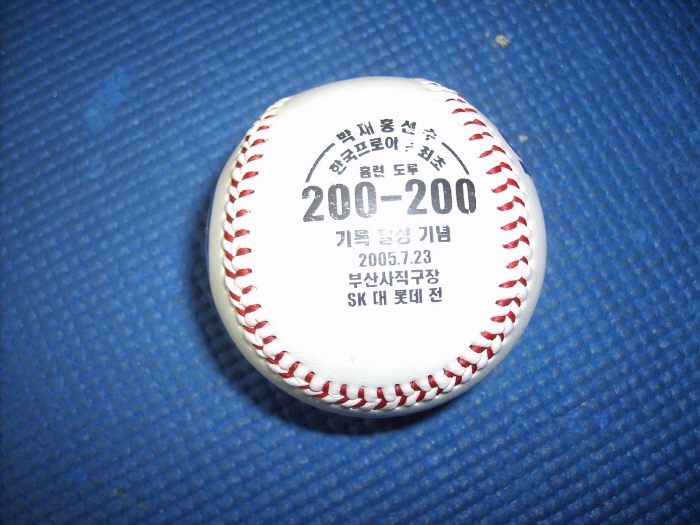 박재홍선수
한국프로야구최초
홈런 도루
200-200
기록 달성 기념
2005.7.23
부산사직구장
SK 대 롯데 전